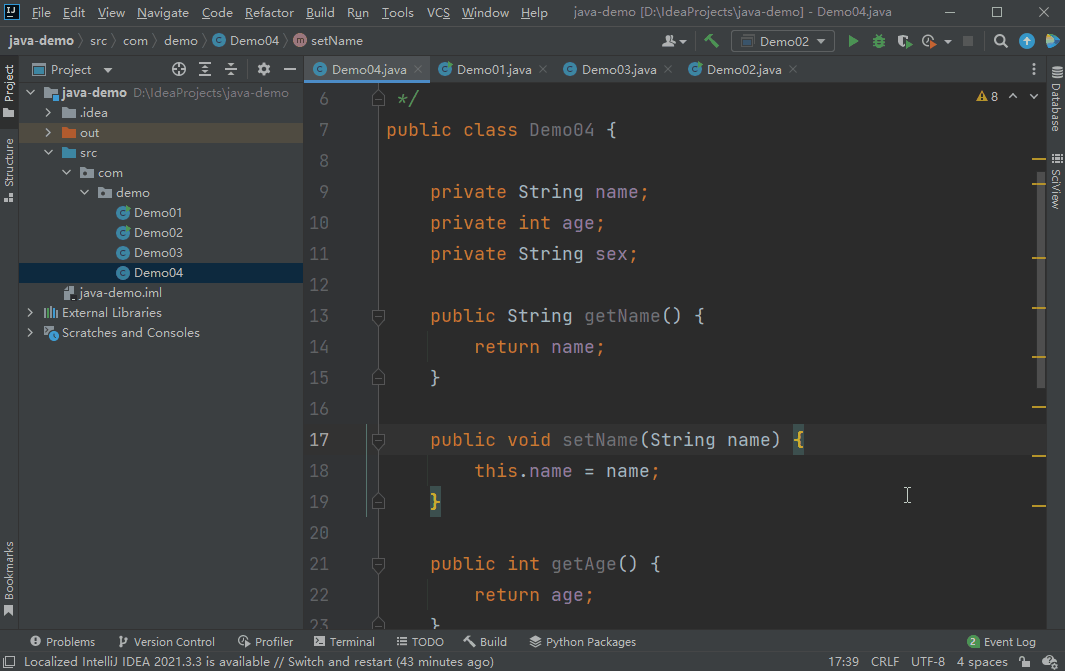 File Edit View Navigate Code Refactor Build Run Tools VCS Window Help java-demo [D:\IdeaProjects\java-demo] - Demo04.java
java-demo src com demo Demo04 setName Demo02
Project
Demo04.java Demo01.java Demo03.java Demo02.java
java-demo D:\IdeaProjects\java-demo
.idea
out
src
com
demo
Demo01
Demo02
Demo03
Demo04
java-demo.iml
External Libraries
Scratches and Consoles
Project
Structure
Bookmarks
8
6 */
7 public class Demo04 {
8
9 private String name;
10 private int age;
11 private String sex;
12
13 public String getName() {
14 return name;
15 }
16
17 public void setName(String name) {
18 this.name = name;
19 }
20
21 public int getAge() {
22 return age;
23 }
Database
SciView
Problems Version Control Profiler Terminal TODO Build Python Packages 2 Event Log
Localized IntelliJ IDEA 2021.3.3 is available // Switch and restart (43 minutes ago) 17:39 CRLF UTF-8 4 spaces